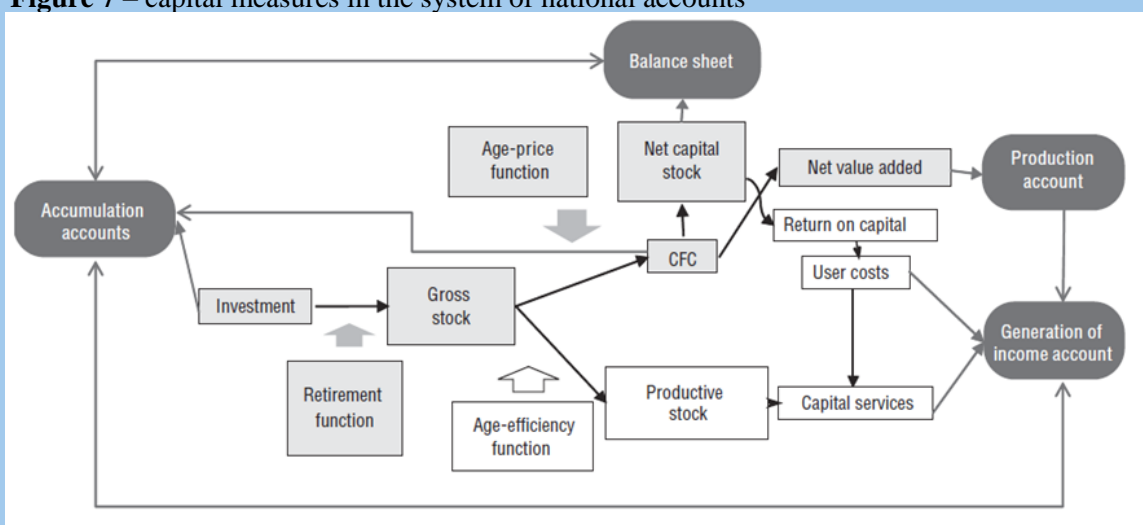 Figure 7 – capital measures in the system of national accounts
Balance sheet
Age-price
function
Net capital
stock
Net value added
Production
account
Accumulation
accounts
Return on capital
CFC
User costs
Investment
Gross
stock
Generation of
income account
Retirement
function
Age-efficiency
function
Productive
stock
Capital services